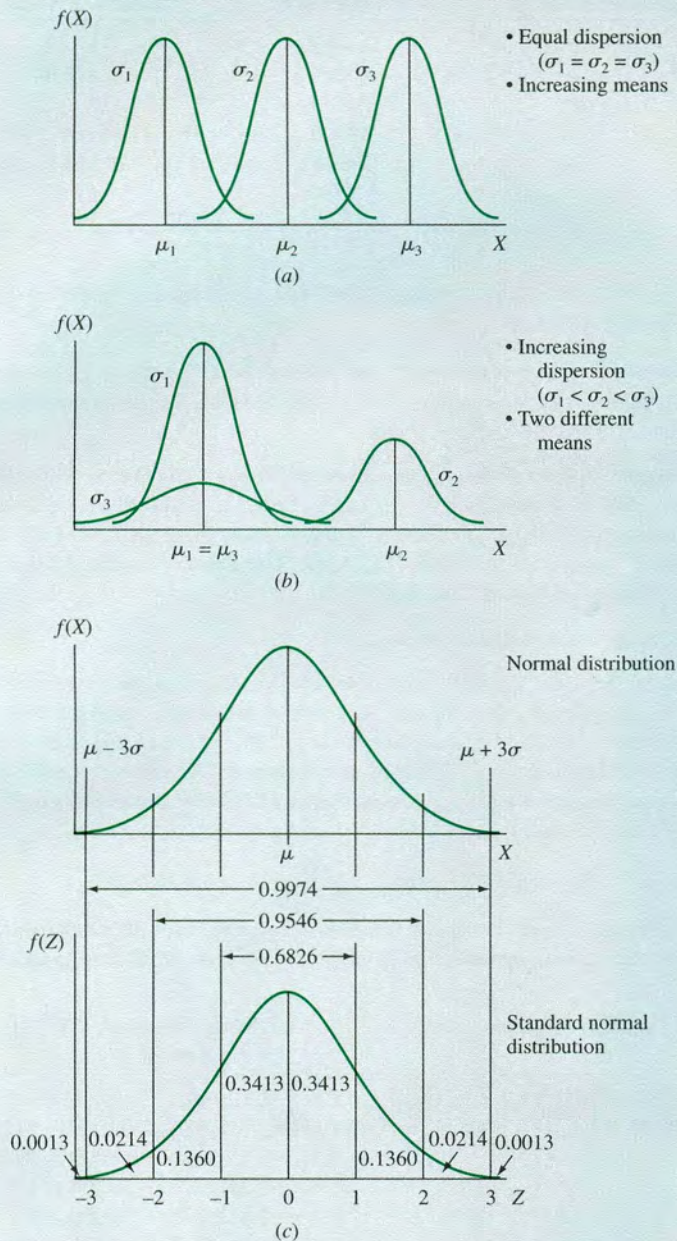 f(X)
σ₁ σ₂ σ₃
• Equal dispersion
(σ₁ = σ₂ = σ₃)
• Increasing means
μ₁ μ₂ μ₃ X
(a)
f(X)
σ₁
σ₃
σ₂
• Increasing
dispersion
(σ₁ < σ₂ < σ₃)
• Two different
means
μ₁ = μ₃ μ₂ X
(b)
f(X)
Normal distribution
μ − 3σ μ + 3σ
μ X
0.9974
0.9546
f(Z)
0.6826
Standard normal
distribution
0.3413 0.3413
0.0013 0.0214 0.1360 0.1360 0.0214 0.0013
−3 −2 −1 0 1 2 3 Z
(c)